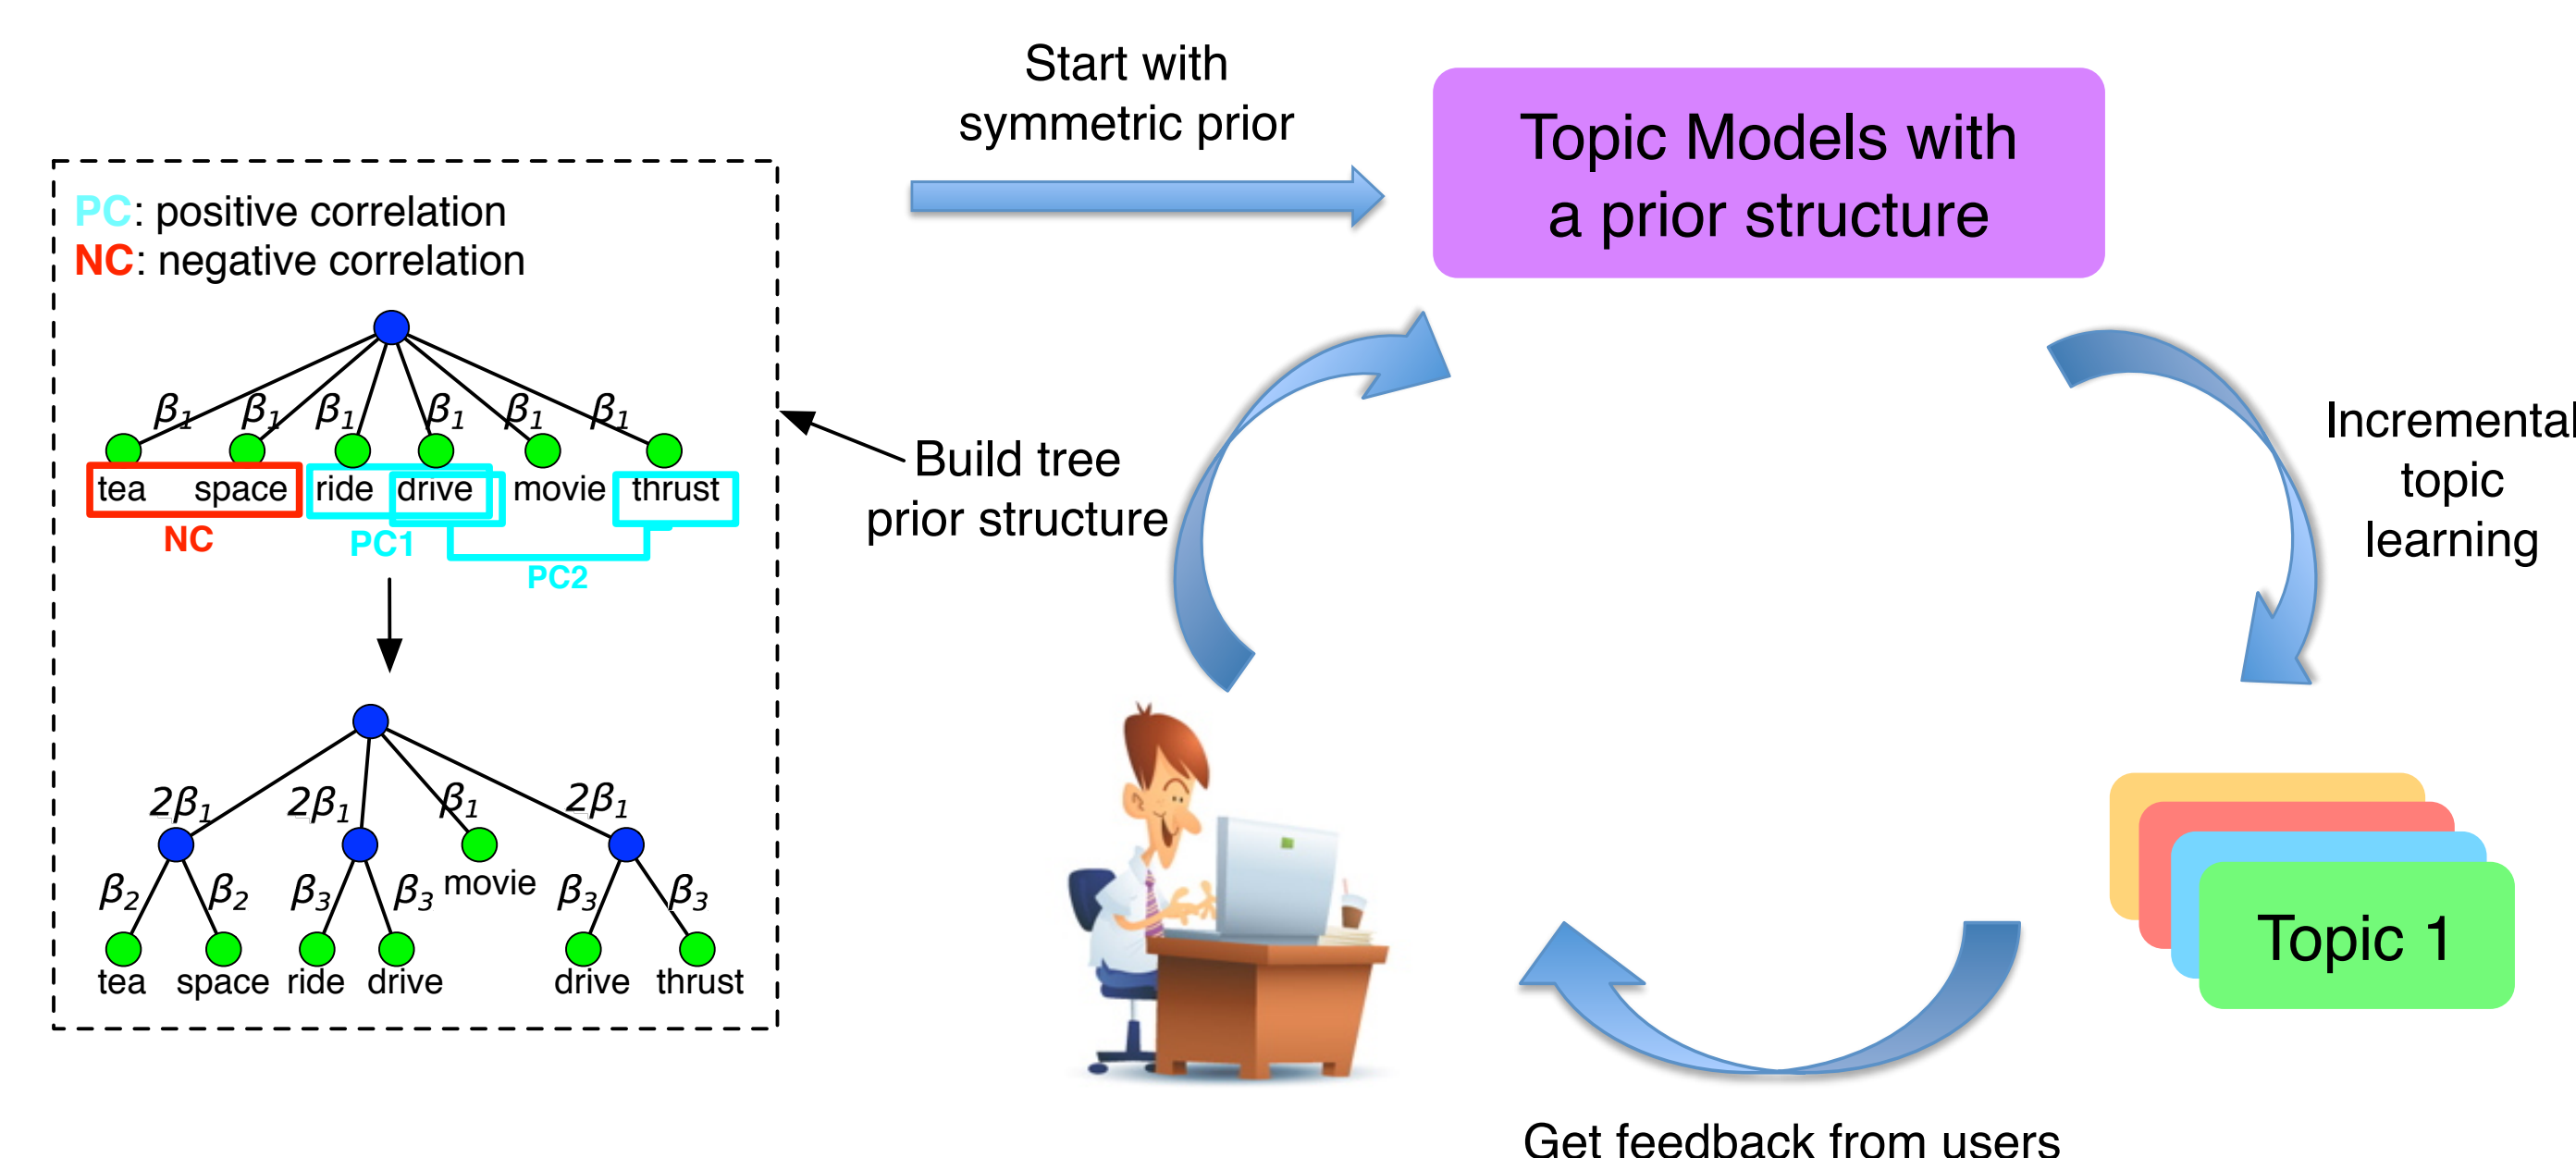 Start with
symmetric prior
Topic Models with
a prior structure
PC: positive correlation
NC: negative correlation
β1 β1 β1 β1 β1 β1
tea space ride drive movie thrust
NC PC1
PC2
Build tree
prior structure
Incremental
topic
learning
2β1 2β1 β1 2β1
β2 β2 β3 β3 movie β3 β3
tea space ride drive drive thrust
Topic 1
Get feedback from users